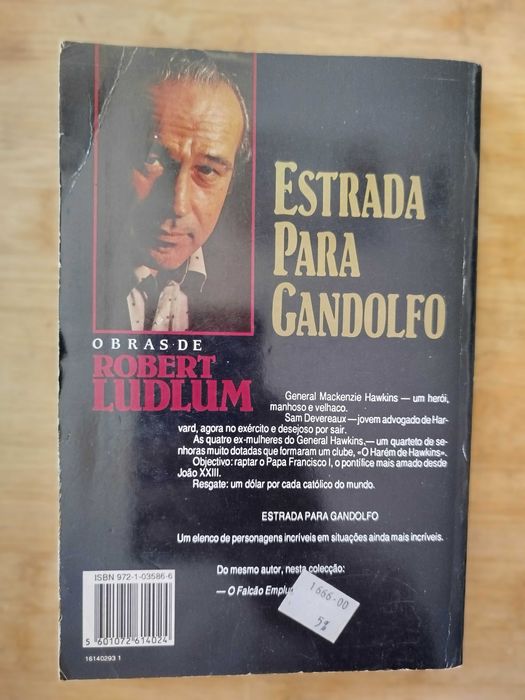 ESTRADA
PARA
GANDOLFO
OBRAS DE
ROBERT
LUDLUM
General Mackenzie Hawkins — um herói,
manhoso e velhaco.
Sam Devereaux — jovem advogado de Har-
vard, agora no exército e desejoso por sair.
As quatro ex-mulheres do General Hawkins, — um quarteto de se-
nhoras muito dotadas que formaram um clube, «O Harém de Hawkins».
Objectivo: raptar o Papa Francisco I, o pontífice mais amado desde
João XXIII.
Resgate: um dólar por cada católico do mundo.
ESTRADA PARA GANDOLFO
Um elenco de personagens incríveis em situações ainda mais incríveis.
Do mesmo autor, nesta colecção:
— O Falcão
1666-00
59
ISBN 972-1-03586-6
5 601072 614024
16140293 1